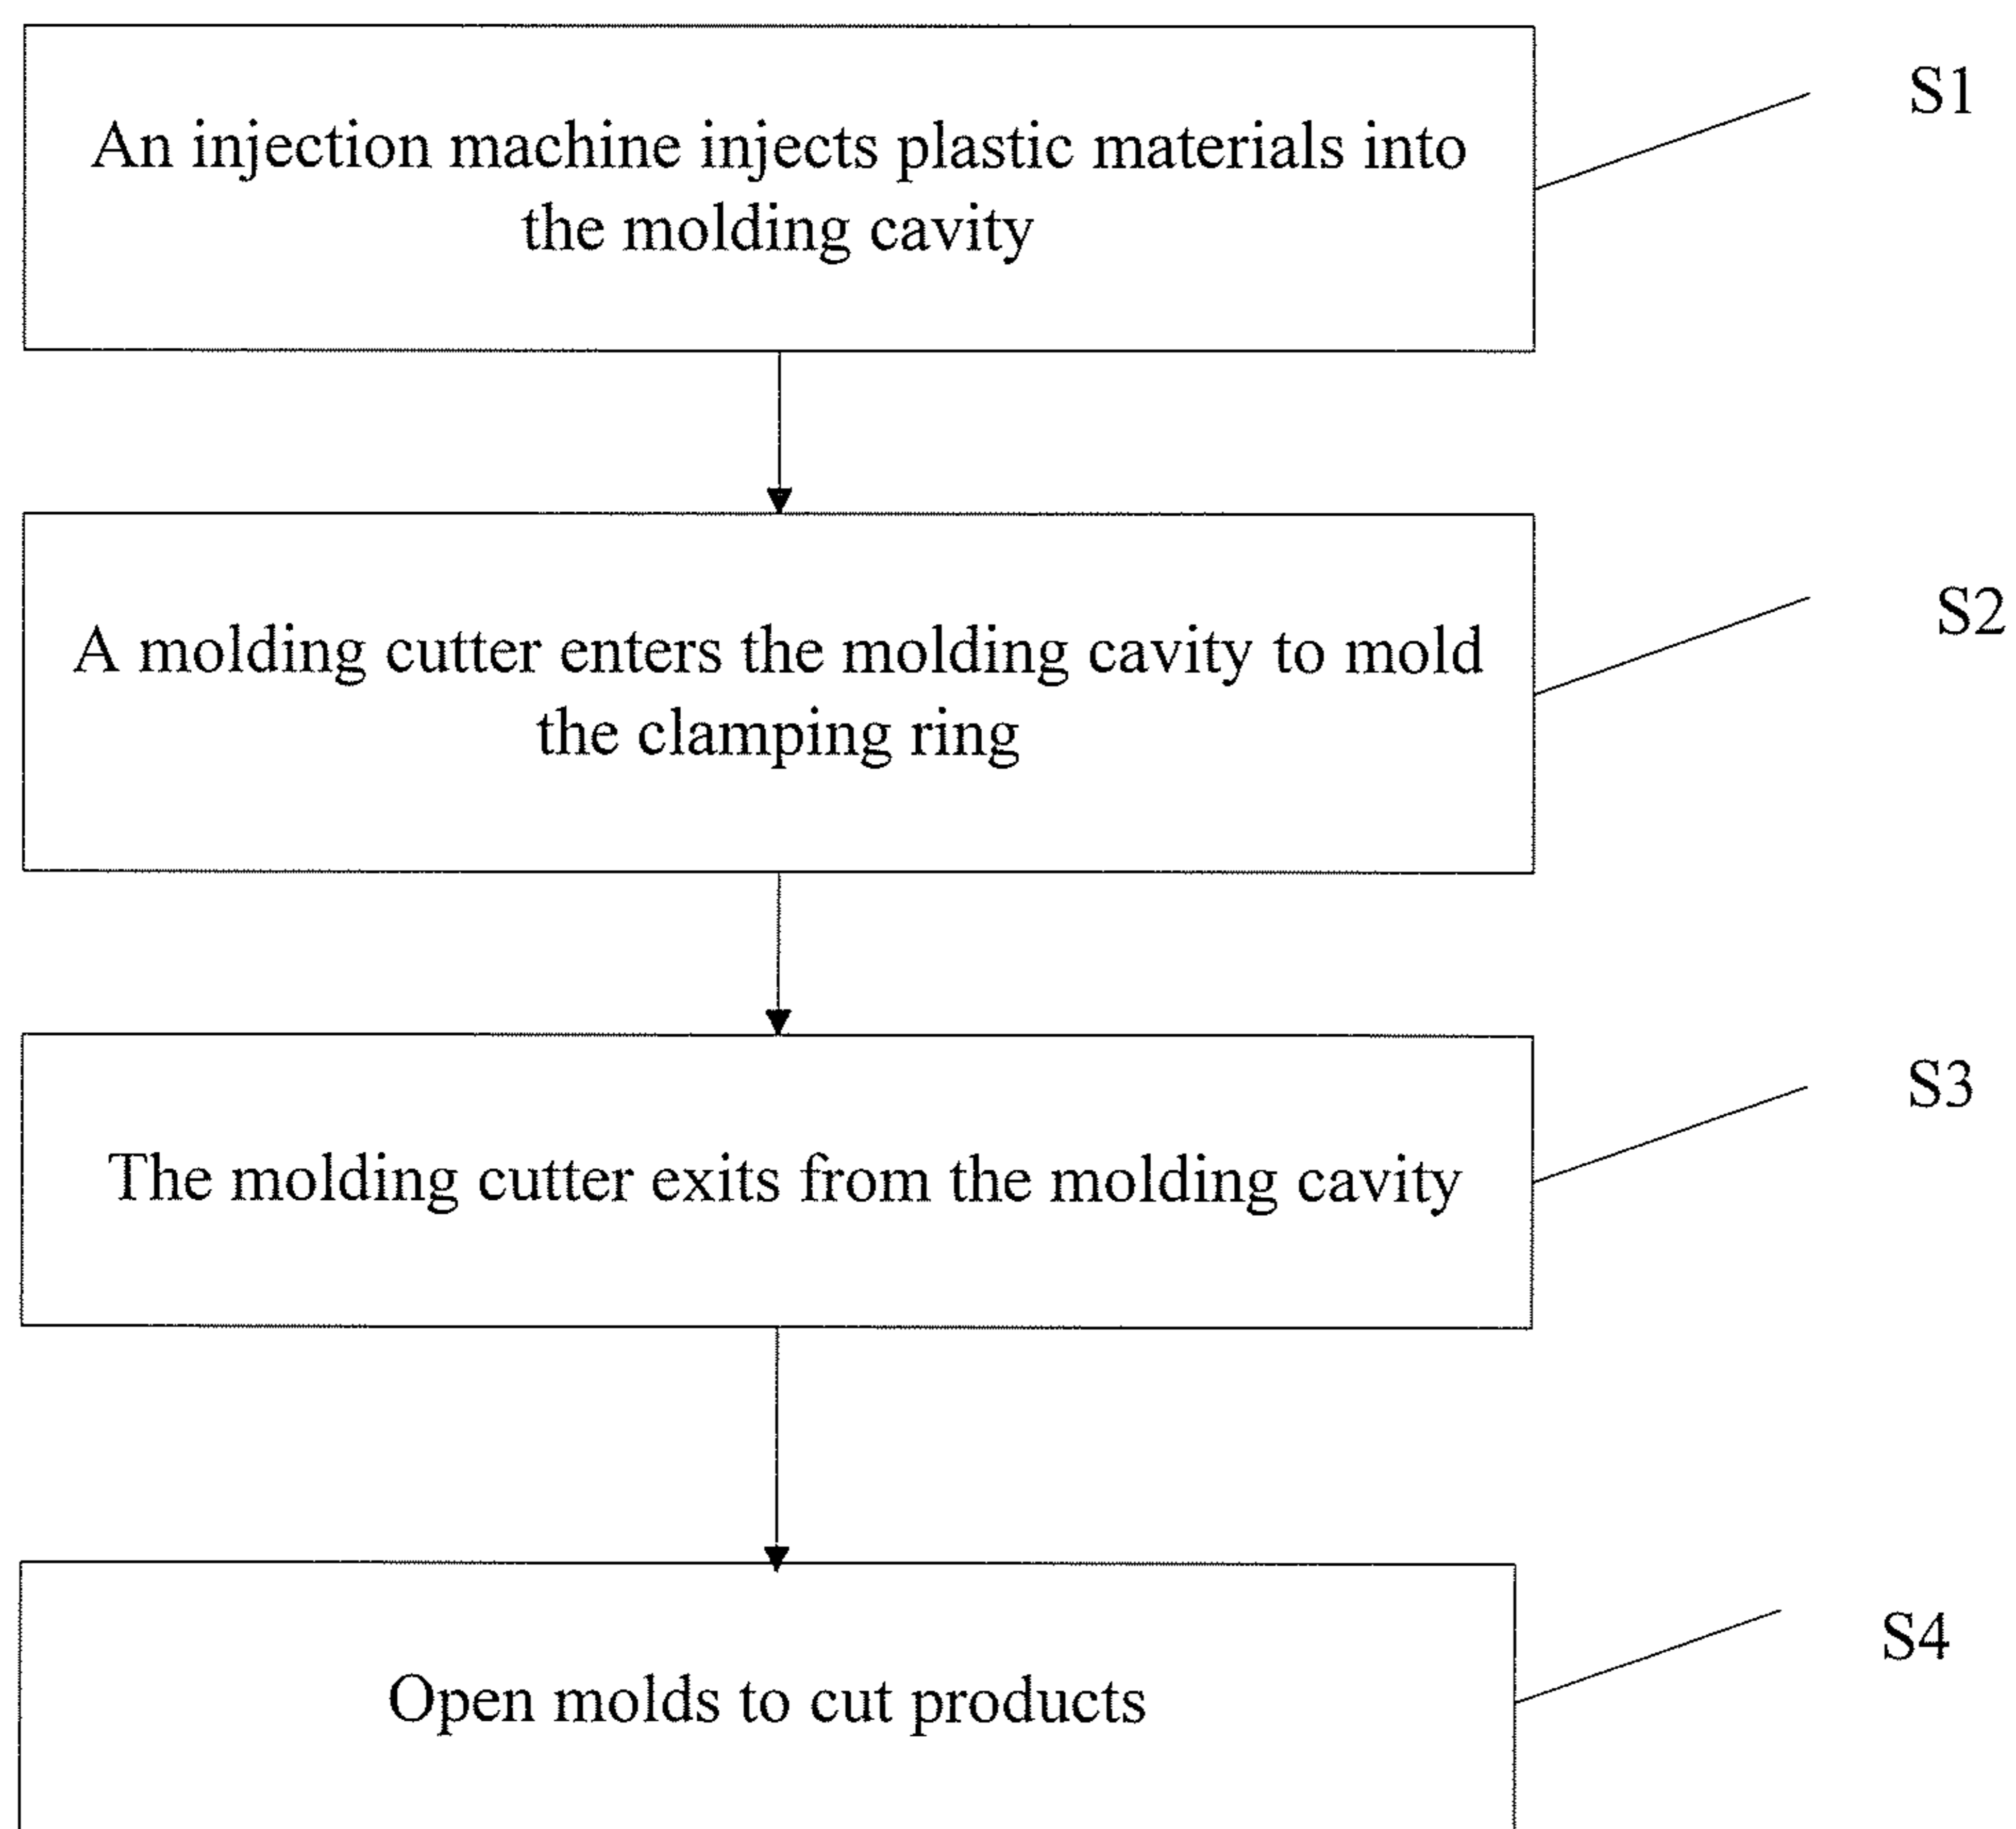 An injection machine injects plastic materials into
the molding cavity
S1
A molding cutter enters the molding cavity to mold
the clamping ring
S2
The molding cutter exits from the molding cavity
S3
Open molds to cut products
S4